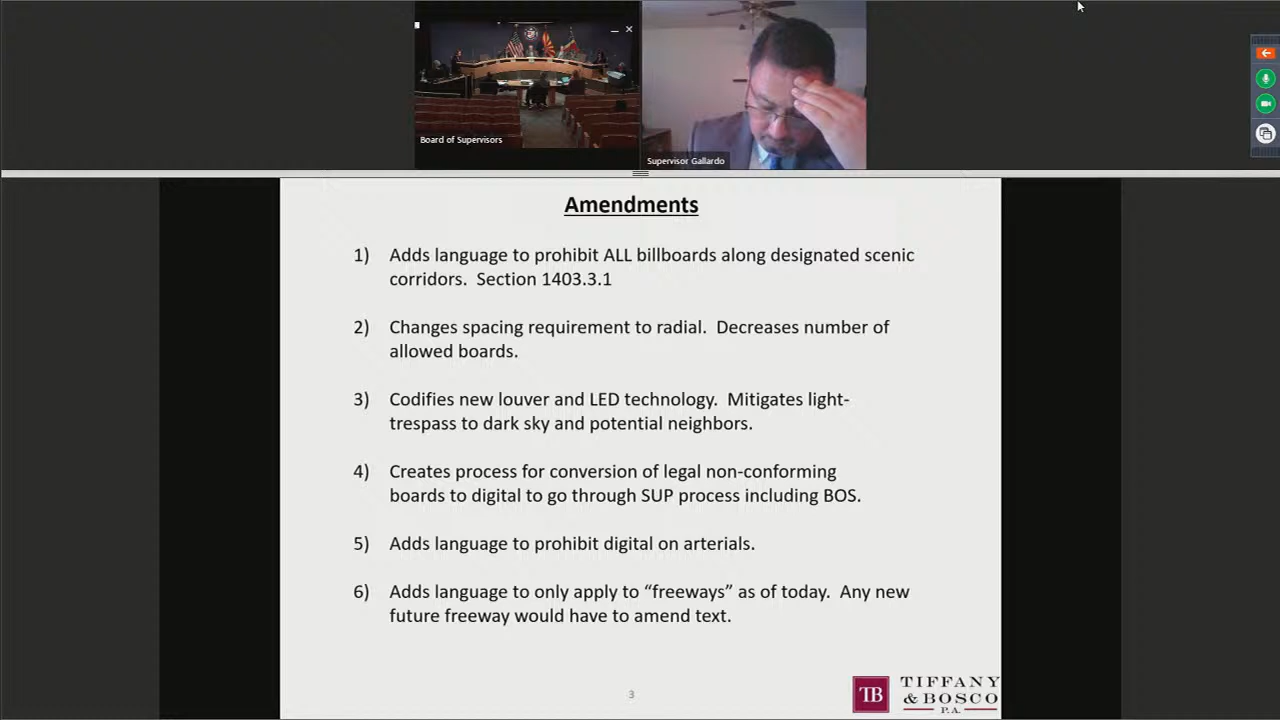 Board of Supervisors
Supervisor Gallardo
Amendments
1) Adds language to prohibit ALL billboards along designated scenic
corridors. Section 1403.3.1
2) Changes spacing requirement to radial. Decreases number of
allowed boards.
3) Codifies new louver and LED technology. Mitigates light-
trespass to dark sky and potential neighbors.
4) Creates process for conversion of legal non-conforming
boards to digital to go through SUP process including BOS.
5) Adds language to prohibit digital on arterials.
6) Adds language to only apply to “freeways” as of today. Any new
future freeway would have to amend text.
3
TB
TIFFANY
& BOSCO
P.A.